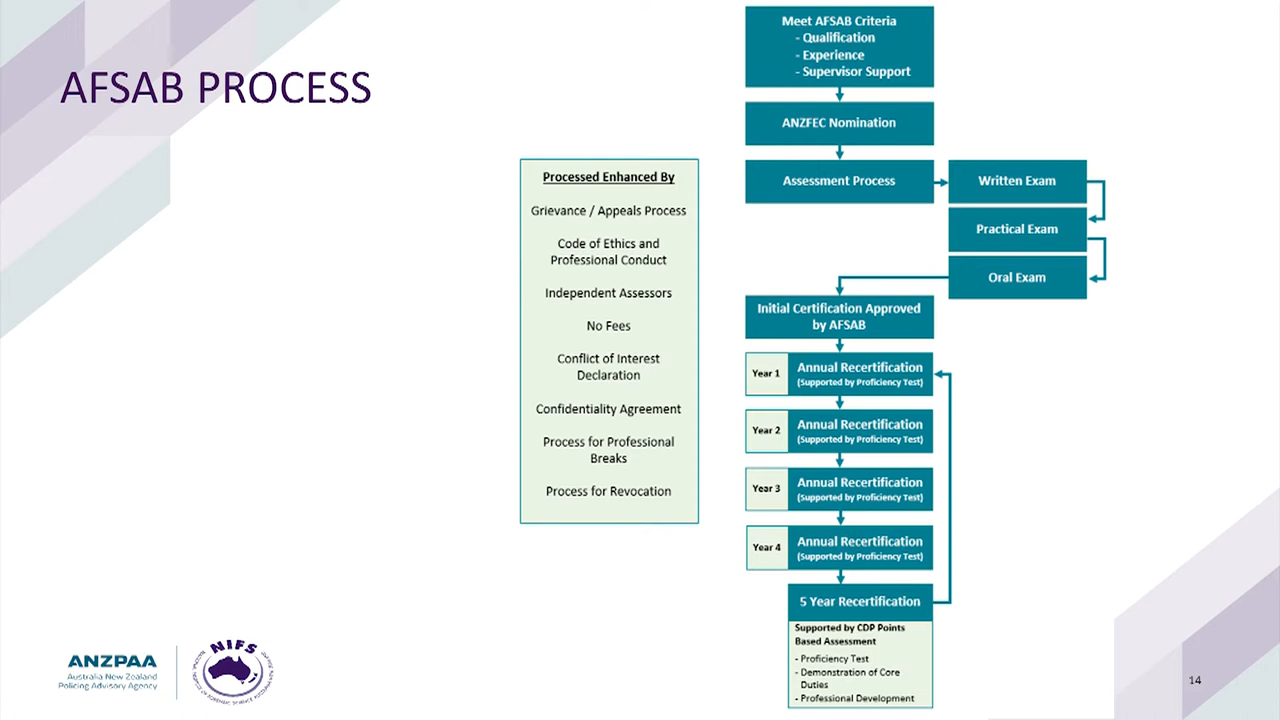 AFSAB PROCESS
Meet AFSAB Criteria
- Qualification
- Experience
- Supervisor Support
ANZFEC Nomination
Assessment Process
Written Exam
Practical Exam
Oral Exam
Initial Certification Approved
by AFSAB
Year 1
Annual Recertification
(Supported by Proficiency Test)
Year 2
Annual Recertification
(Supported by Proficiency Test)
Year 3
Annual Recertification
(Supported by Proficiency Test)
Year 4
Annual Recertification
(Supported by Proficiency Test)
5 Year Recertification
Supported by CDP Points
Based Assessment
- Proficiency Test
- Demonstration of Core
Duties
- Professional Development
Processed Enhanced By
Grievance / Appeals Process
Code of Ethics and
Professional Conduct
Independent Assessors
No Fees
Conflict of Interest
Declaration
Confidentiality Agreement
Process for Professional
Breaks
Process for Revocation
ANZPAA
Australia New Zealand
Policing Advisory Agency
NIFS
14